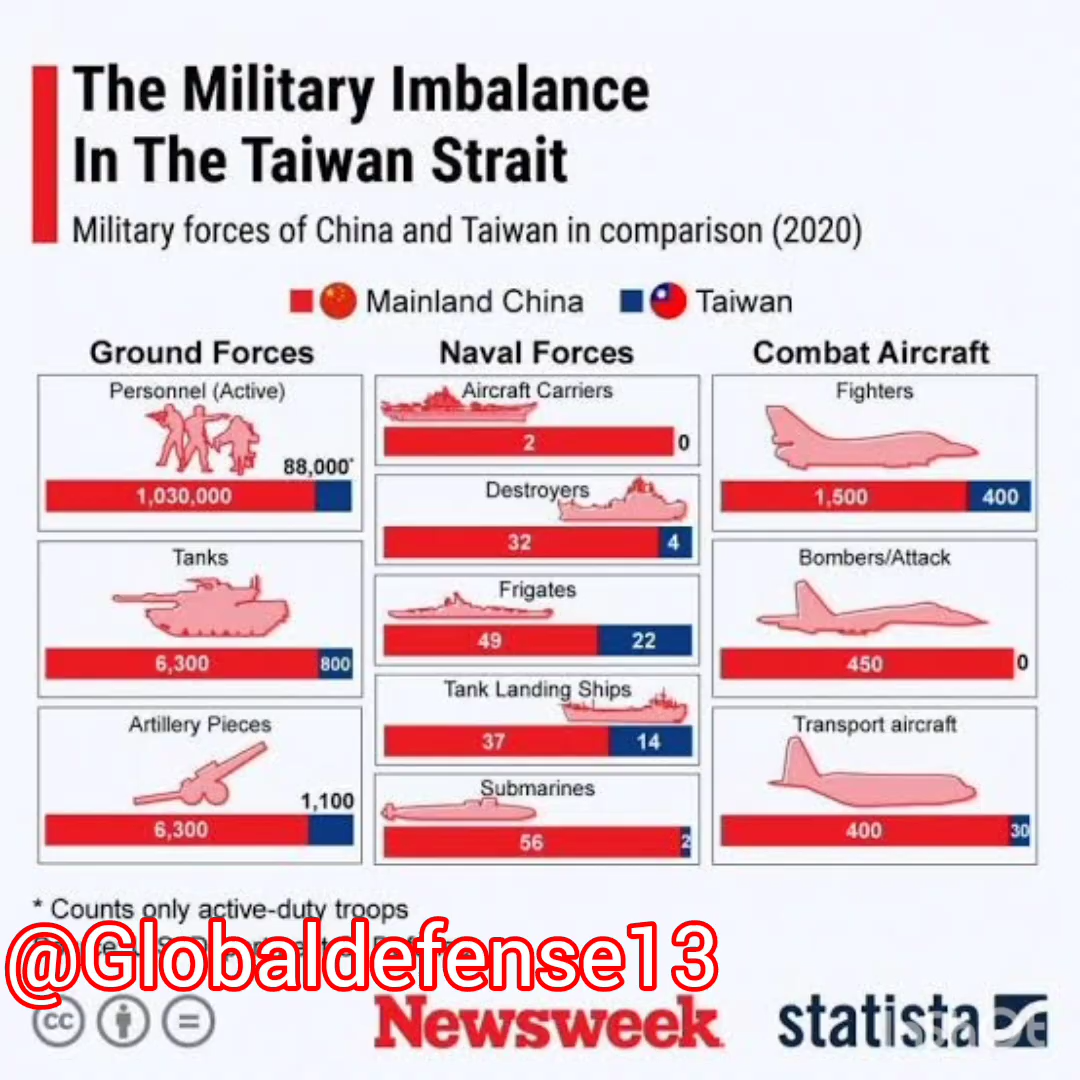 The Military Imbalance
In The Taiwan Strait
Military forces of China and Taiwan in comparison (2020)
Mainland China
Taiwan
Ground Forces
Personnel (Active)
88,000*
1,030,000
Tanks
6,300
800
Artillery Pieces
1,100
6,300
Naval Forces
Aircraft Carriers
2
0
Destroyers
32
4
Frigates
49
22
Tank Landing Ships
37
14
Submarines
56
2
Combat Aircraft
Fighters
1,500
400
Bombers/Attack
450
0
Transport aircraft
400
30
* Counts only active-duty troops
@Globaldefense13
cc
Newsweek
statista